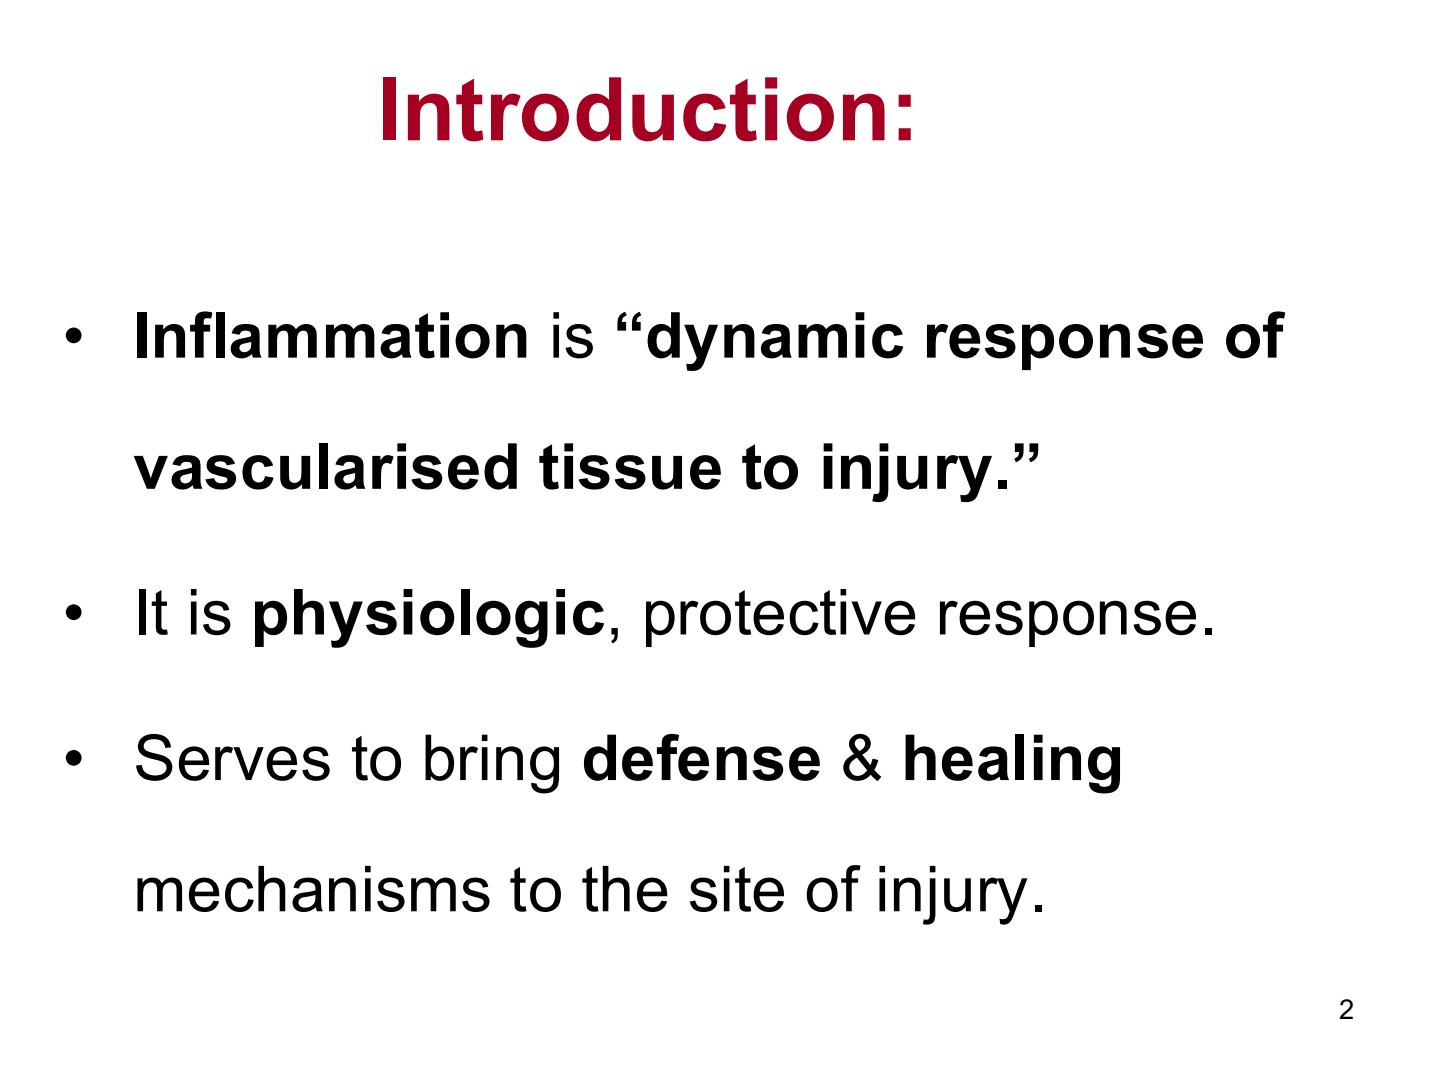 Introduction:
• Inflammation is “dynamic response of
vascularised tissue to injury.”
• It is physiologic, protective response.
• Serves to bring defense & healing
mechanisms to the site of injury.
2